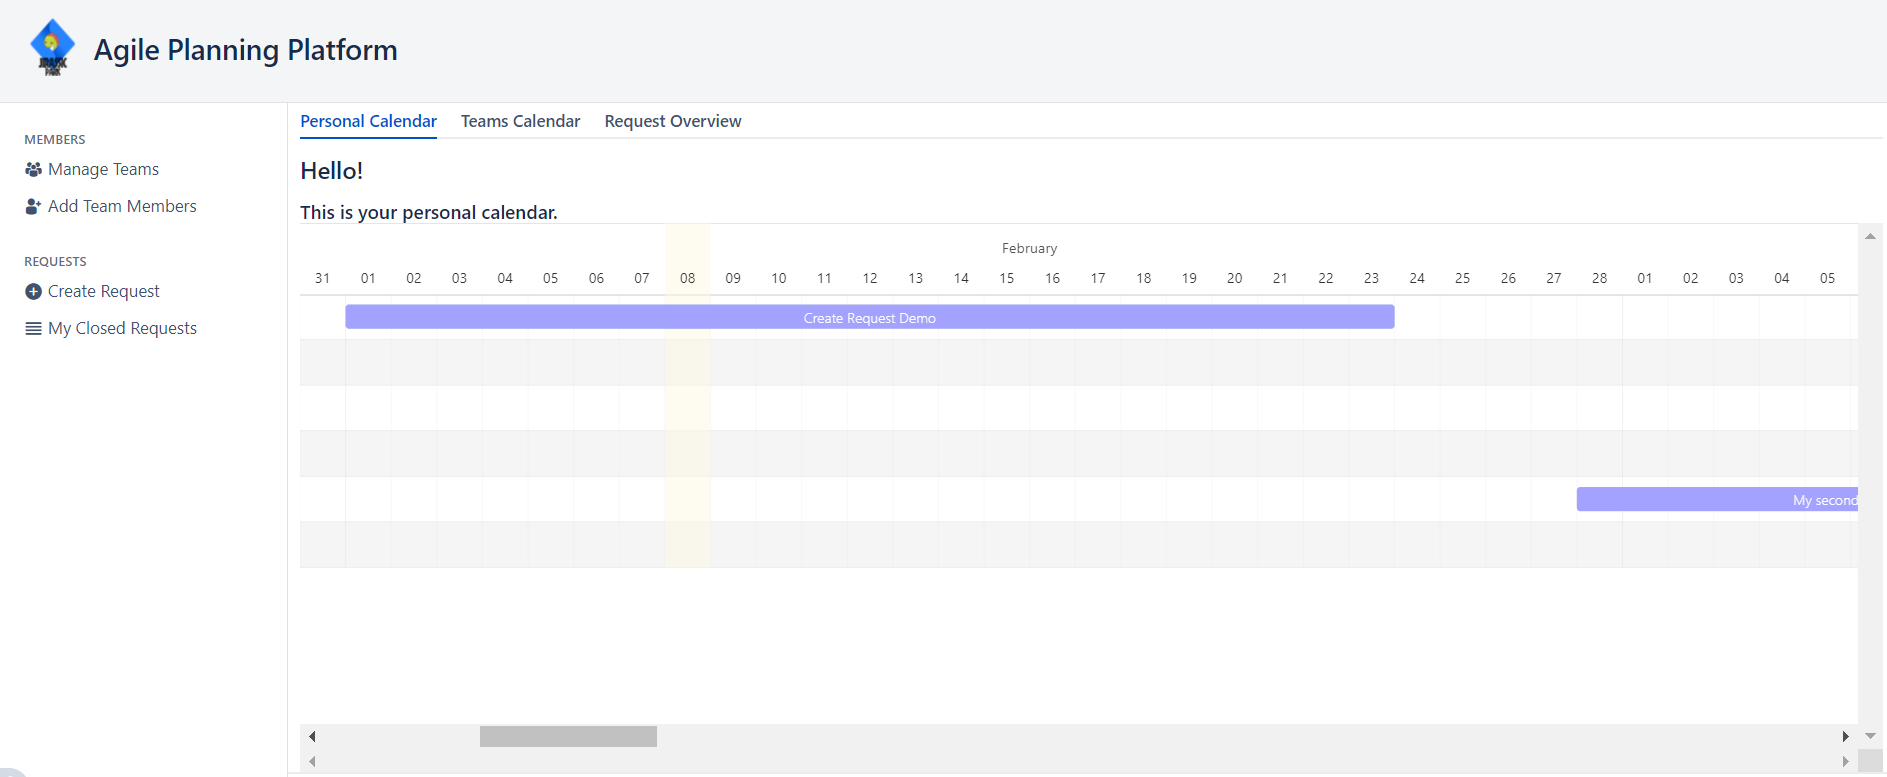 JIRASSIC
PARK
Agile Planning Platform
MEMBERS
Manage Teams
Add Team Members
REQUESTS
Create Request
My Closed Requests
Personal Calendar Teams Calendar Request Overview
Hello!
This is your personal calendar.
February
31 01 02 03 04 05 06 07 08 09 10 11 12 13 14 15 16 17 18 19 20 21 22 23 24 25 26 27 28 01 02 03 04 05
Create Request Demo
My second